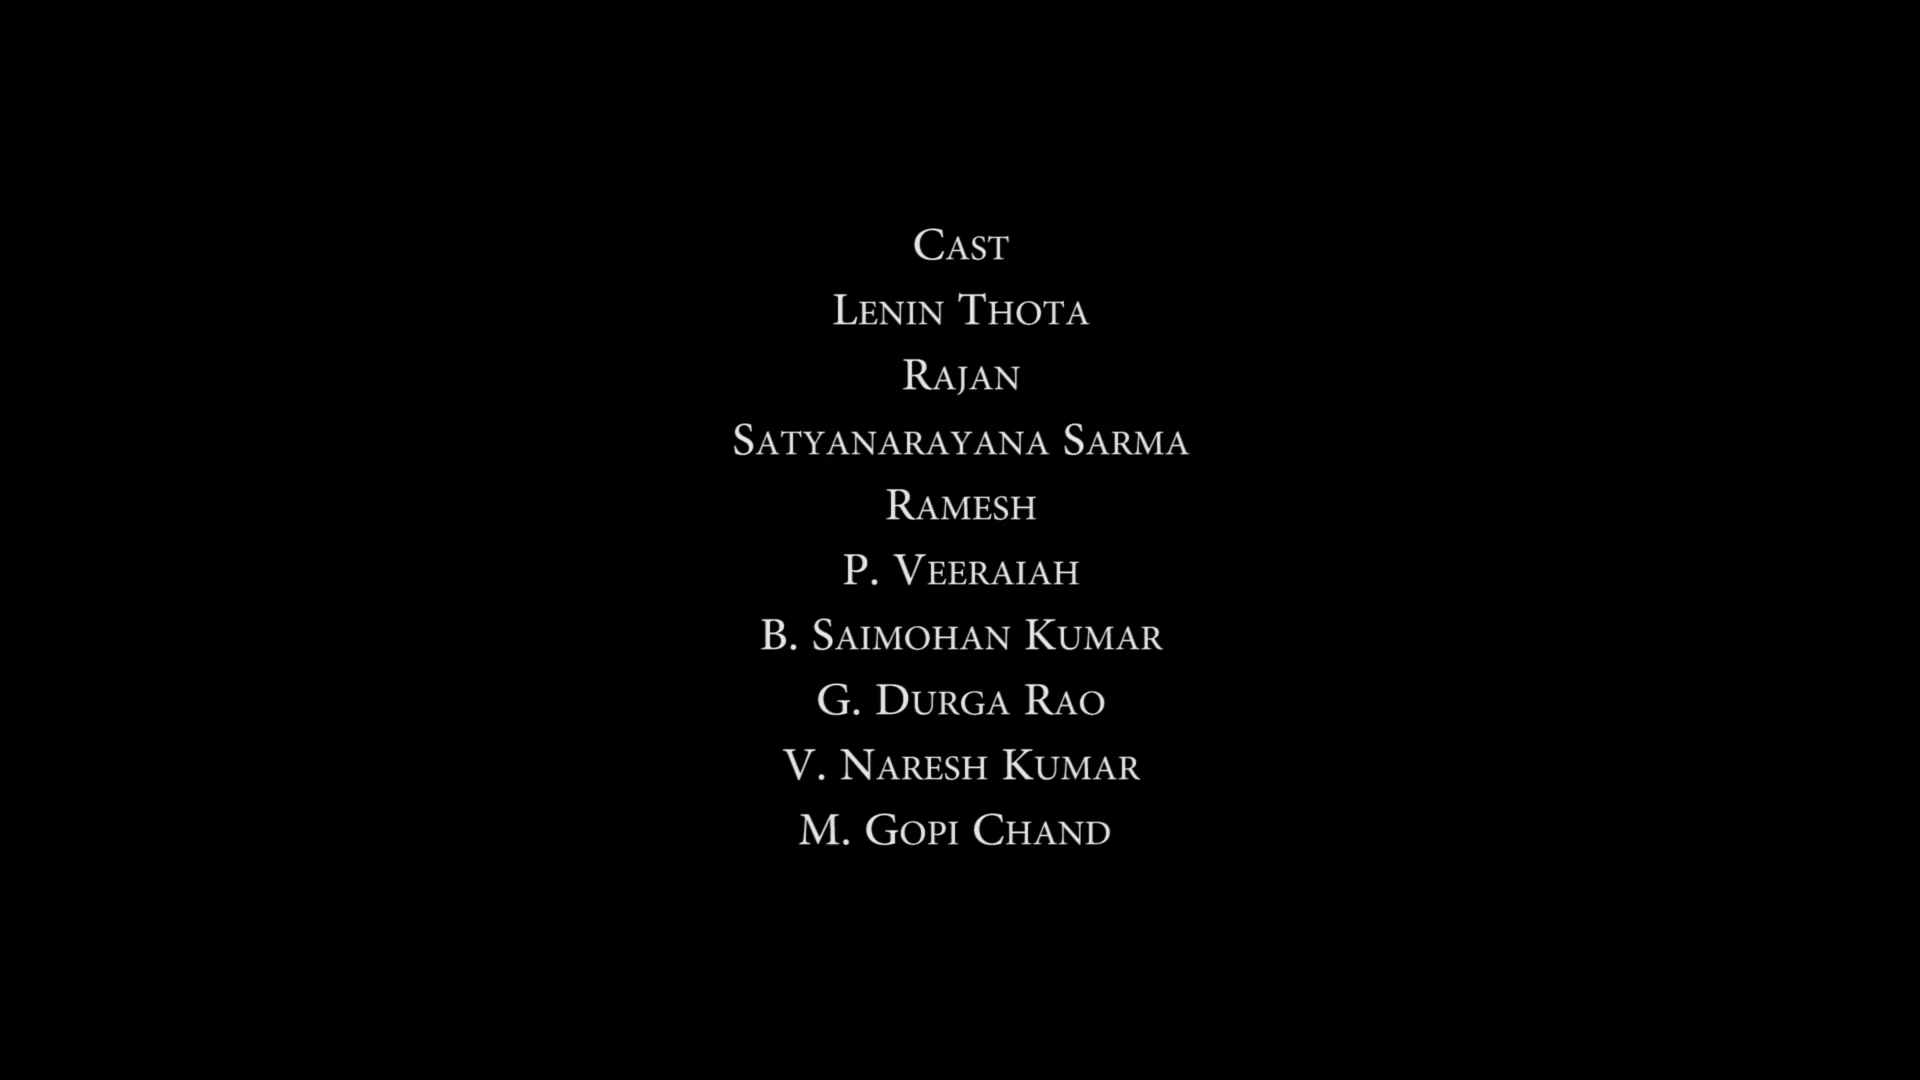 Cast
Lenin Thota
Rajan
Satyanarayana Sarma
Ramesh
P. Veeraiah
B. Saimohan Kumar
G. Durga Rao
V. Naresh Kumar
M. Gopi Chand